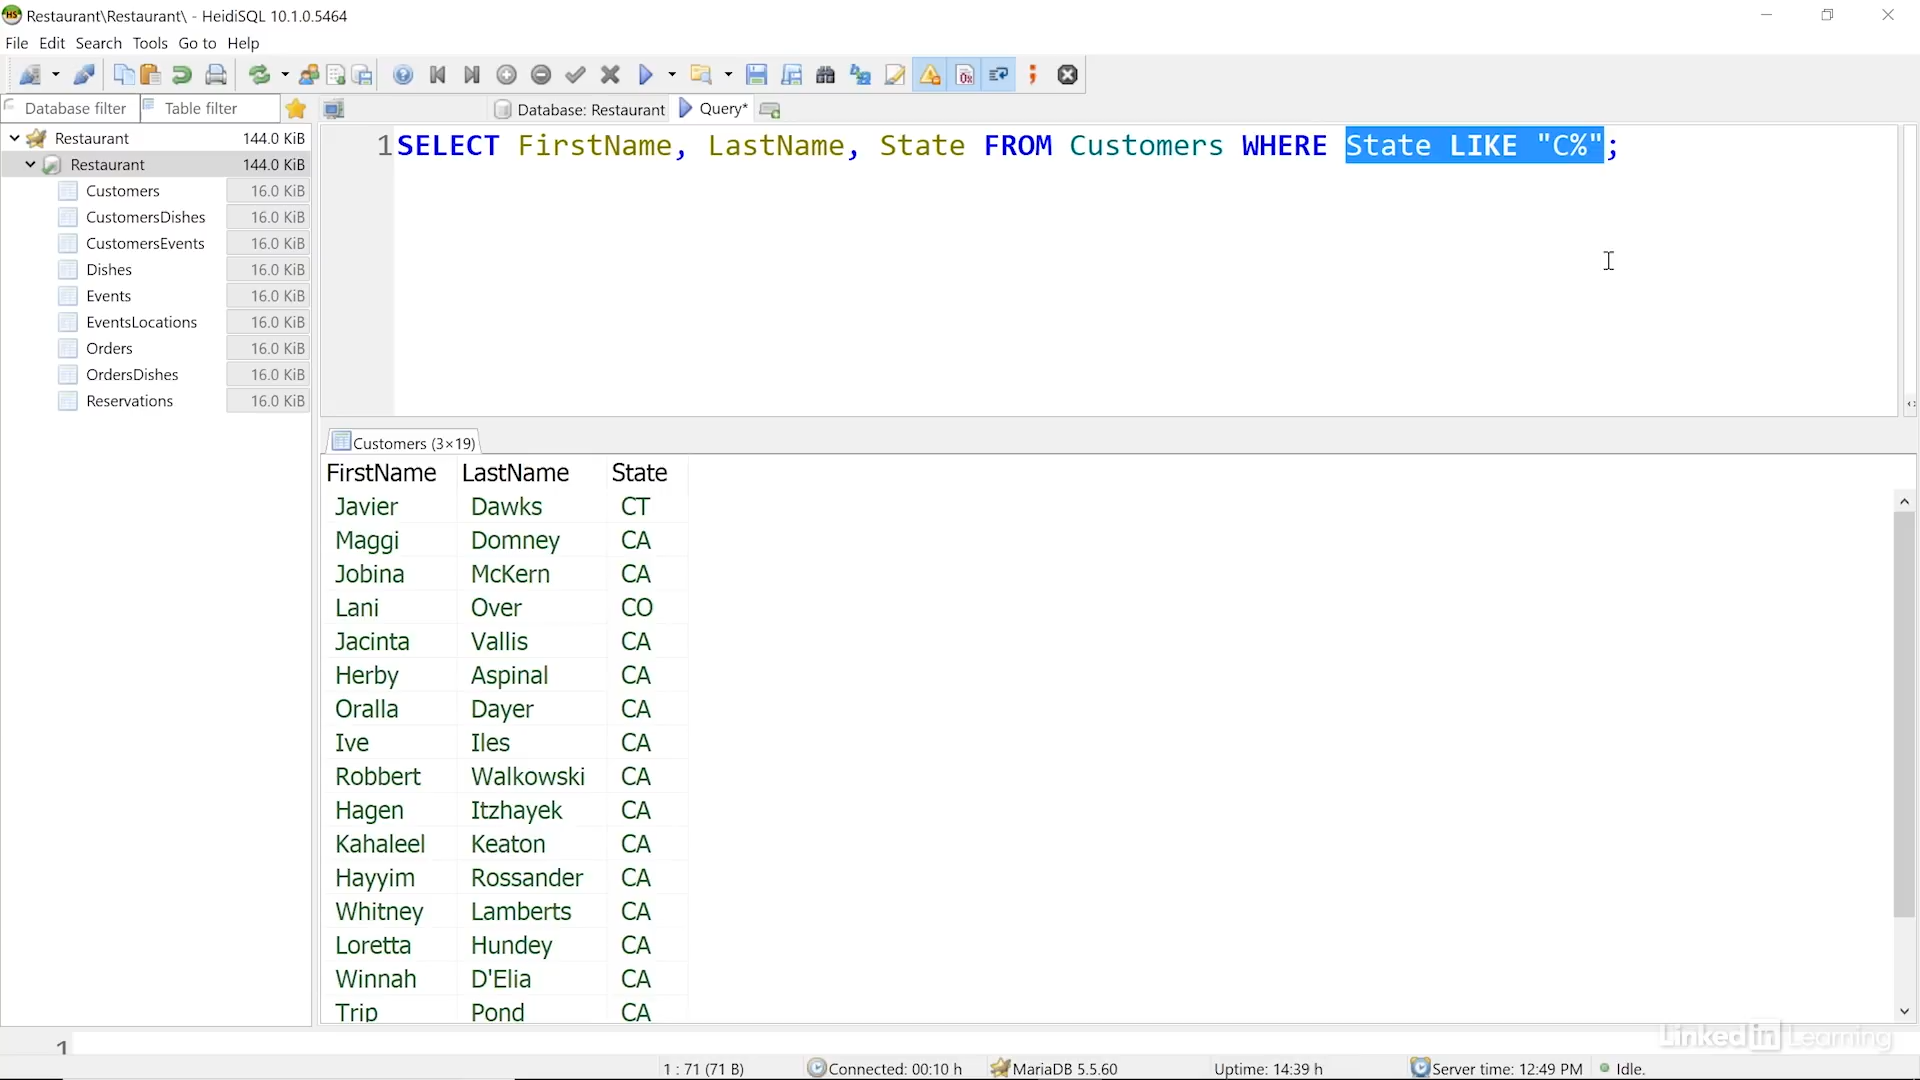 Restaurant\Restaurant\ - HeidiSQL 10.1.0.5464
File Edit Search Tools Go to Help
Database filter Table filter Database: Restaurant Query*
Restaurant 144.0 KiB
Restaurant 144.0 KiB
Customers 16.0 KiB
CustomersDishes 16.0 KiB
CustomersEvents 16.0 KiB
Dishes 16.0 KiB
Events 16.0 KiB
EventsLocations 16.0 KiB
Orders 16.0 KiB
OrdersDishes 16.0 KiB
Reservations 16.0 KiB
1 SELECT FirstName, LastName, State FROM Customers WHERE State LIKE "C%";
Customers (3×19)
FirstName LastName State
Javier Dawks CT
Maggi Domney CA
Jobina McKern CA
Lani Over CO
Jacinta Vallis CA
Herby Aspinal CA
Oralla Dayer CA
Ive Iles CA
Robbert Walkowski CA
Hagen Itzhayek CA
Kahaleel Keaton CA
Hayyim Rossander CA
Whitney Lamberts CA
Loretta Hundey CA
Winnah D'Elia CA
Trip Pond CA
1
LinkedIn Learning
1 : 71 (71 B) Connected: 00:10 h MariaDB 5.5.60 Uptime: 14:39 h Server time: 12:49 PM Idle.